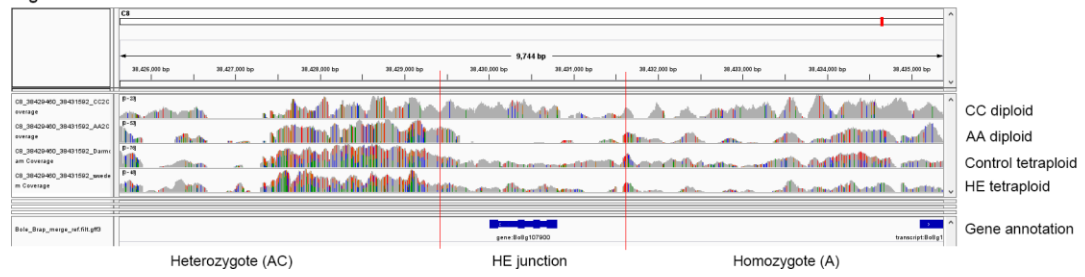 C8
9,744 bp
38,426,000 bp 38,427,000 bp 38,428,000 bp 38,429,000 bp 38,430,000 bp 38,431,000 bp 38,432,000 bp 38,433,000 bp 38,434,000 bp 38,435,000 bp
C8_38429460_38431592_CC2C
overage
CC diploid
C8_38429460_38431592_AA2C
overage
AA diploid
C8_38429460_38431592_Darmo
am Coverage
Control tetraploid
C8_38429460_38431592_swede
m Coverage
HE tetraploid
Bole_Brap_merge_ref.filt.gff3
gene:Bo8g107900
transcript:Bo8g1
Gene annotation
Heterozygote (AC) HE junction Homozygote (A)